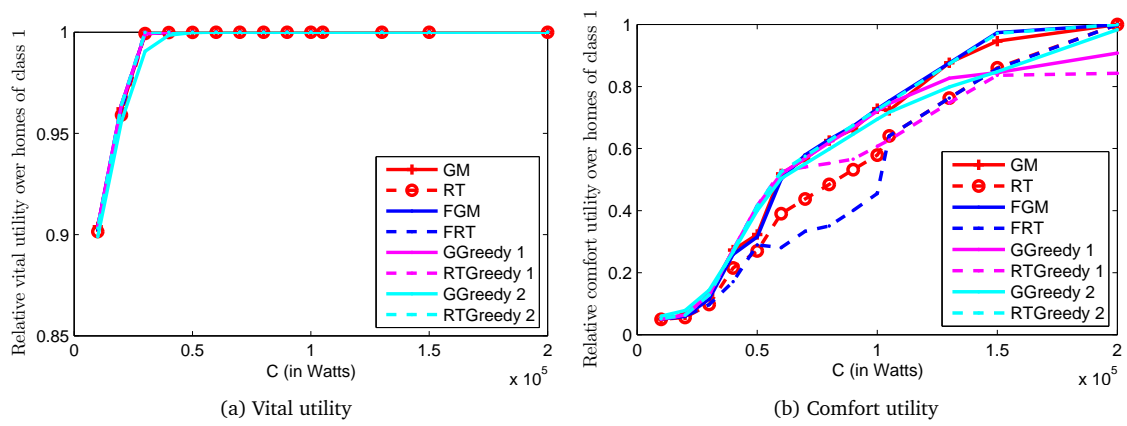 Relative vital utility over homes of class 1
1
0.95
0.9
0.85
0
0.5
1
1.5
2
x 10^5
C (in Watts)
GM
RT
FGM
FRT
GGreedy 1
RTGreedy 1
GGreedy 2
RTGreedy 2
(a) Vital utility
Relative comfort utility over homes of class 1
1
0.8
0.6
0.4
0.2
0
0
0.5
1
1.5
2
x 10^5
C (in Watts)
GM
RT
FGM
FRT
GGreedy 1
RTGreedy 1
GGreedy 2
RTGreedy 2
(b) Comfort utility